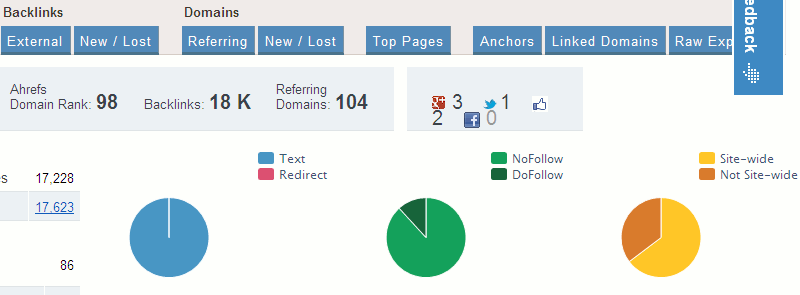 Backlinks
Domains
External
New / Lost
Referring
New / Lost
Top Pages
Anchors
Linked Domains
Raw Exp
edback
Ahrefs
Domain Rank: 98
Backlinks: 18 K
Referring
Domains: 104
3
1
2
0
Text
Redirect
NoFollow
DoFollow
Site-wide
Not Site-wide
s
17,228
17,623
86